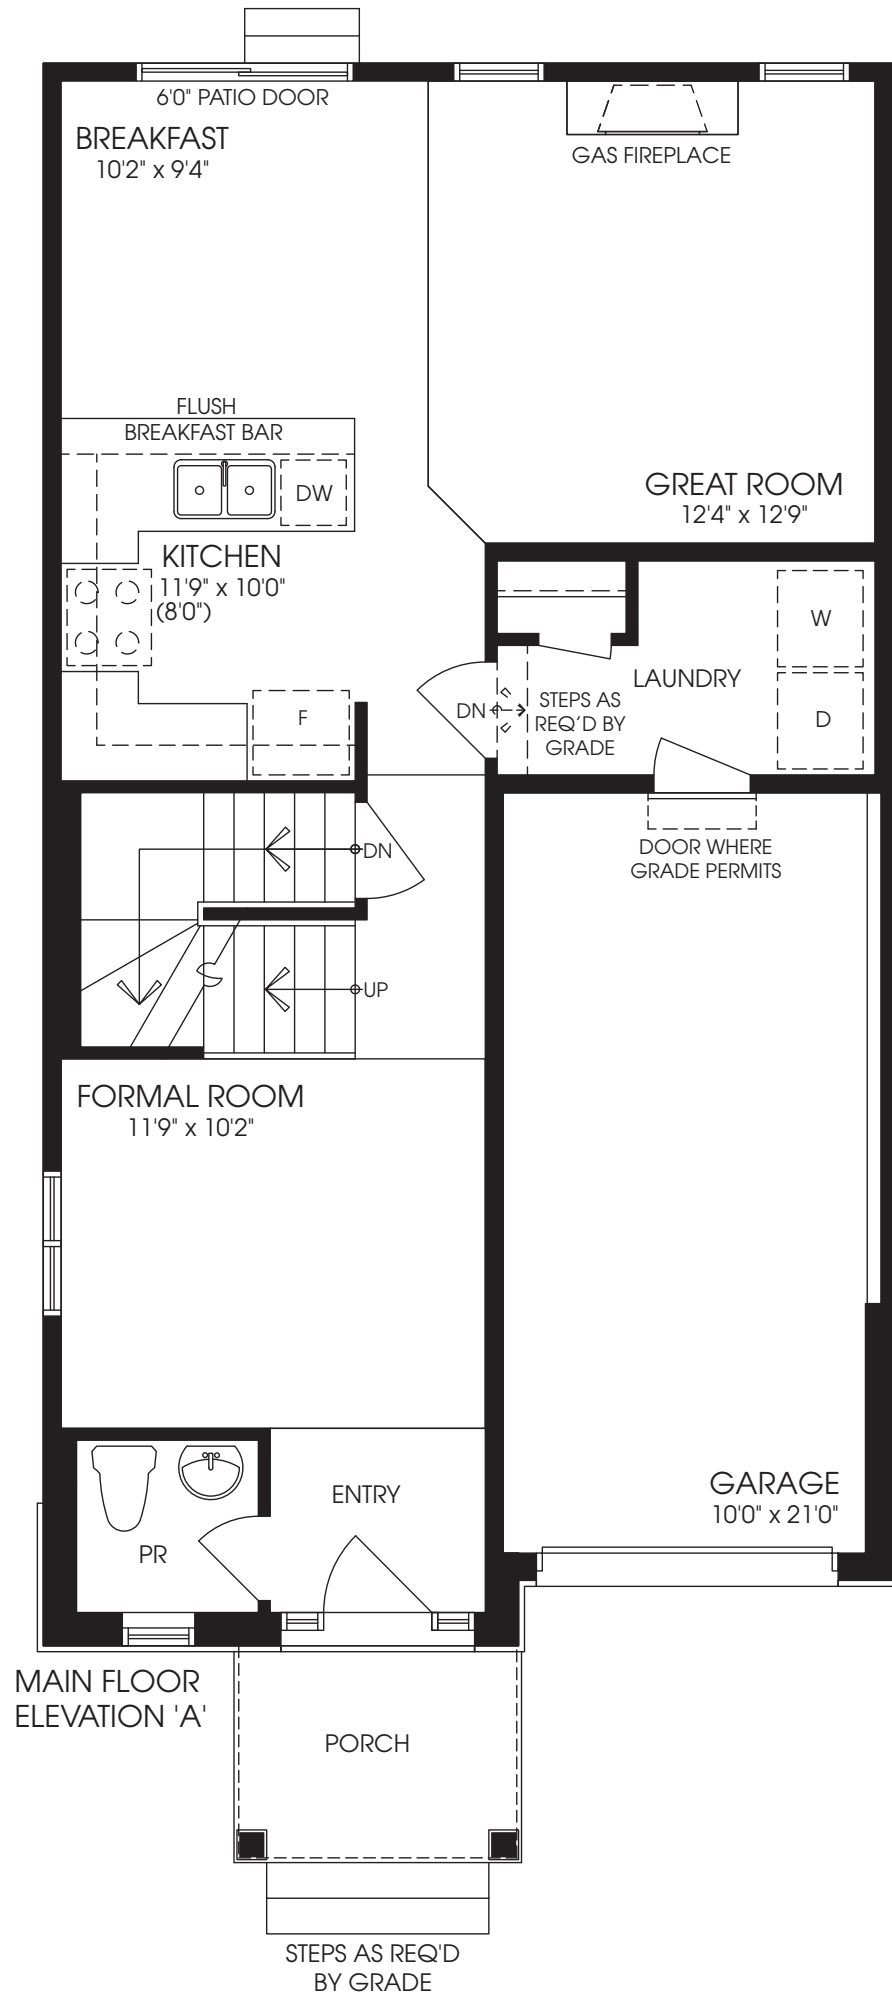 6'0" PATIO DOOR
BREAKFAST
10'2" x 9'4"
GAS FIREPLACE
FLUSH
BREAKFAST BAR
DW
GREAT ROOM
12'4" x 12'9"
KITCHEN
11'9" x 10'0"
(8'0")
W
LAUNDRY
DN
STEPS AS
REQ'D BY
GRADE
F
D
DN
DOOR WHERE
GRADE PERMITS
UP
FORMAL ROOM
11'9" x 10'2"
ENTRY
GARAGE
10'0" x 21'0"
PR
MAIN FLOOR
ELEVATION 'A'
PORCH
STEPS AS REQ'D
BY GRADE